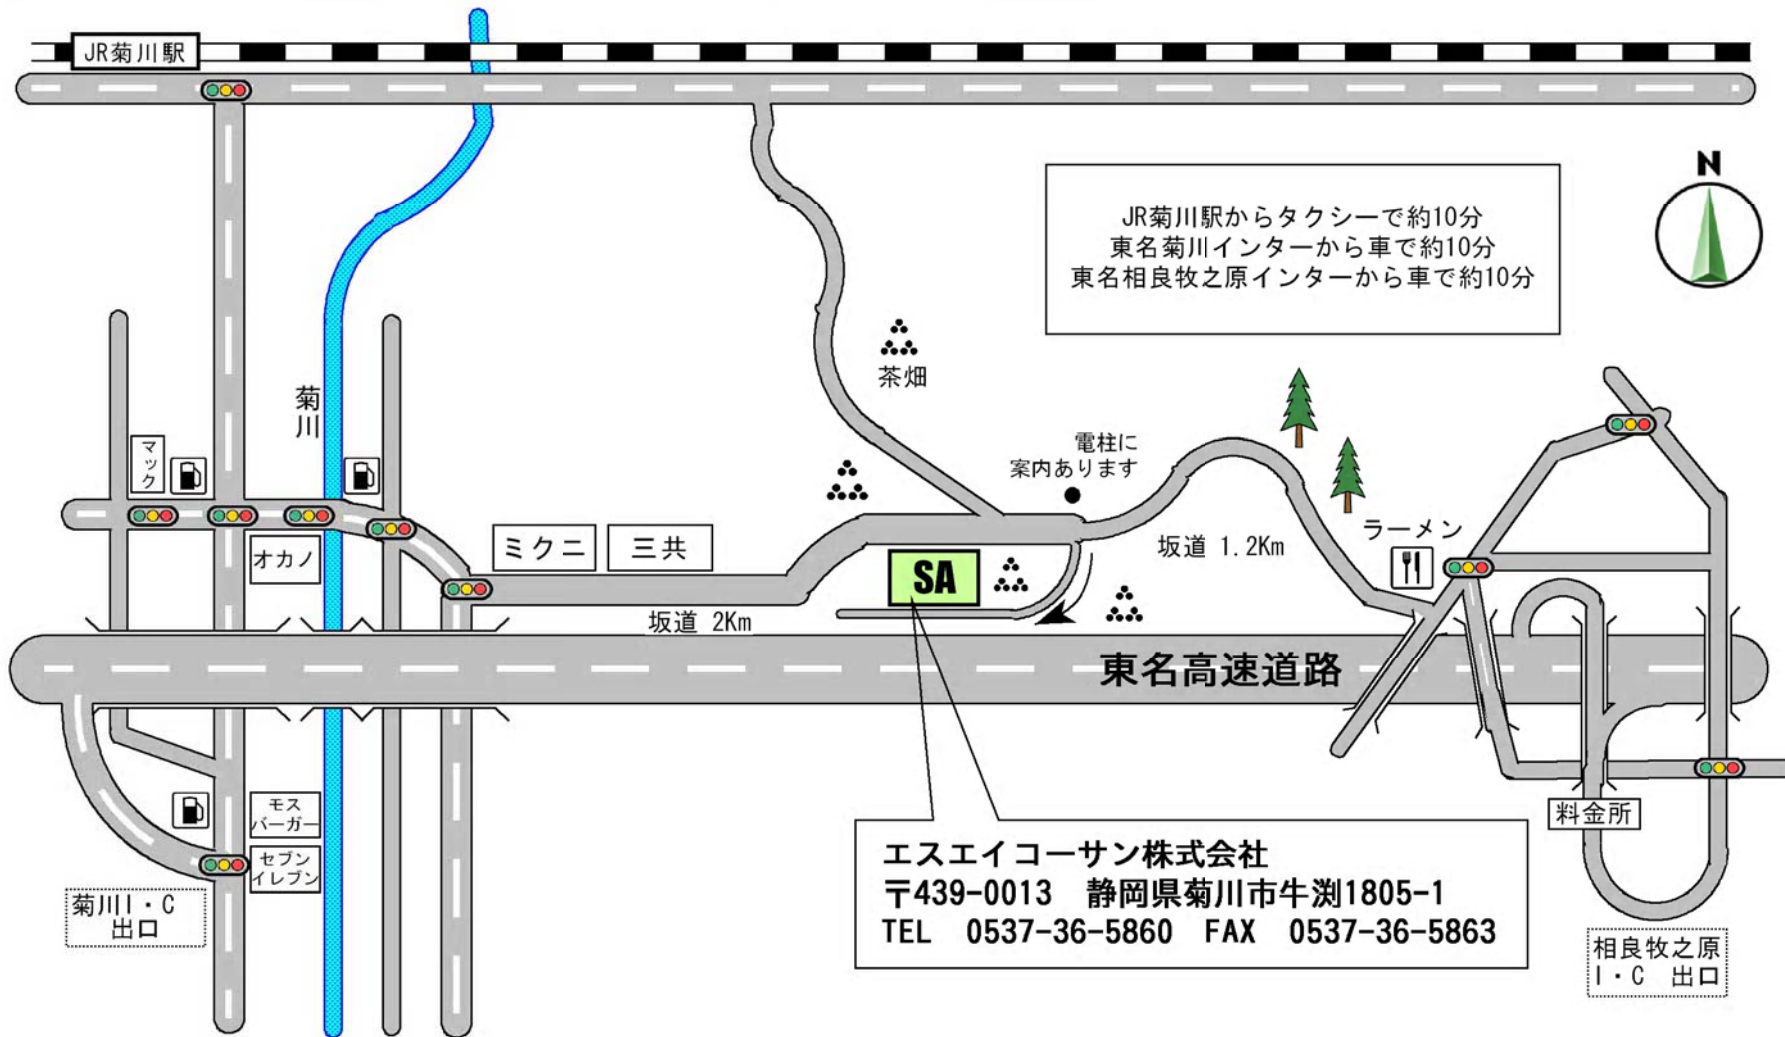 JR菊川駅
N
JR菊川駅からタクシーで約10分
東名菊川インターから車で約10分
東名相良牧之原インターから車で約10分
菊川
茶畑
マック
電柱に
案内あります
ラーメン
オカノ
ミクニ
三共
坂道 1.2Km
SA
坂道 2Km
東名高速道路
モス
バーガー
セブン
イレブン
料金所
菊川I・C
出口
エスエイコーサン株式会社
〒439-0013 静岡県菊川市牛渕1805-1
TEL 0537-36-5860 FAX 0537-36-5863
相良牧之原
I・C 出口